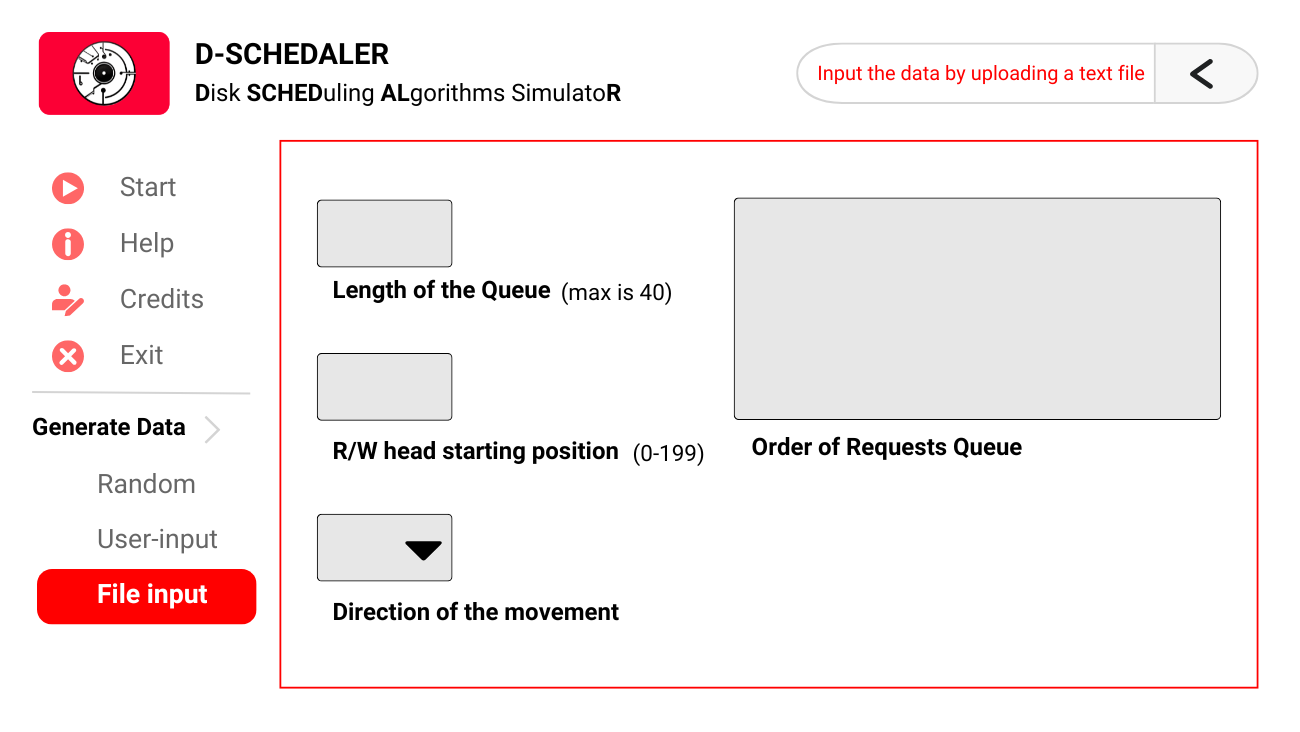 D-SCHEDALER
Disk SCHEDuling ALgorithms SimulatoR
Input the data by uploading a text file
Start
Help
Credits
Exit
Generate Data
Random
User-input
File input
Length of the Queue (max is 40)
R/W head starting position (0-199)
Direction of the movement
Order of Requests Queue